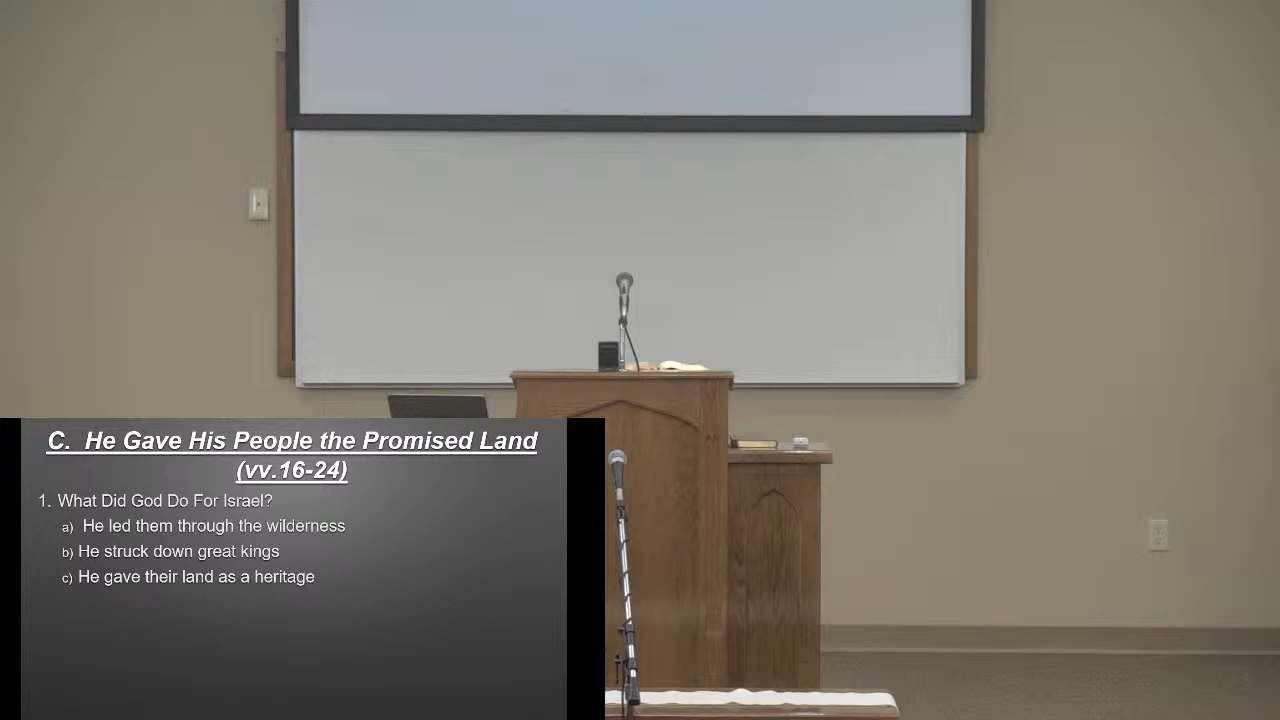 C. He Gave His People the Promised Land
(vv.16-24)
1. What Did God Do For Israel?
a) He led them through the wilderness
b) He struck down great kings
c) He gave their land as a heritage